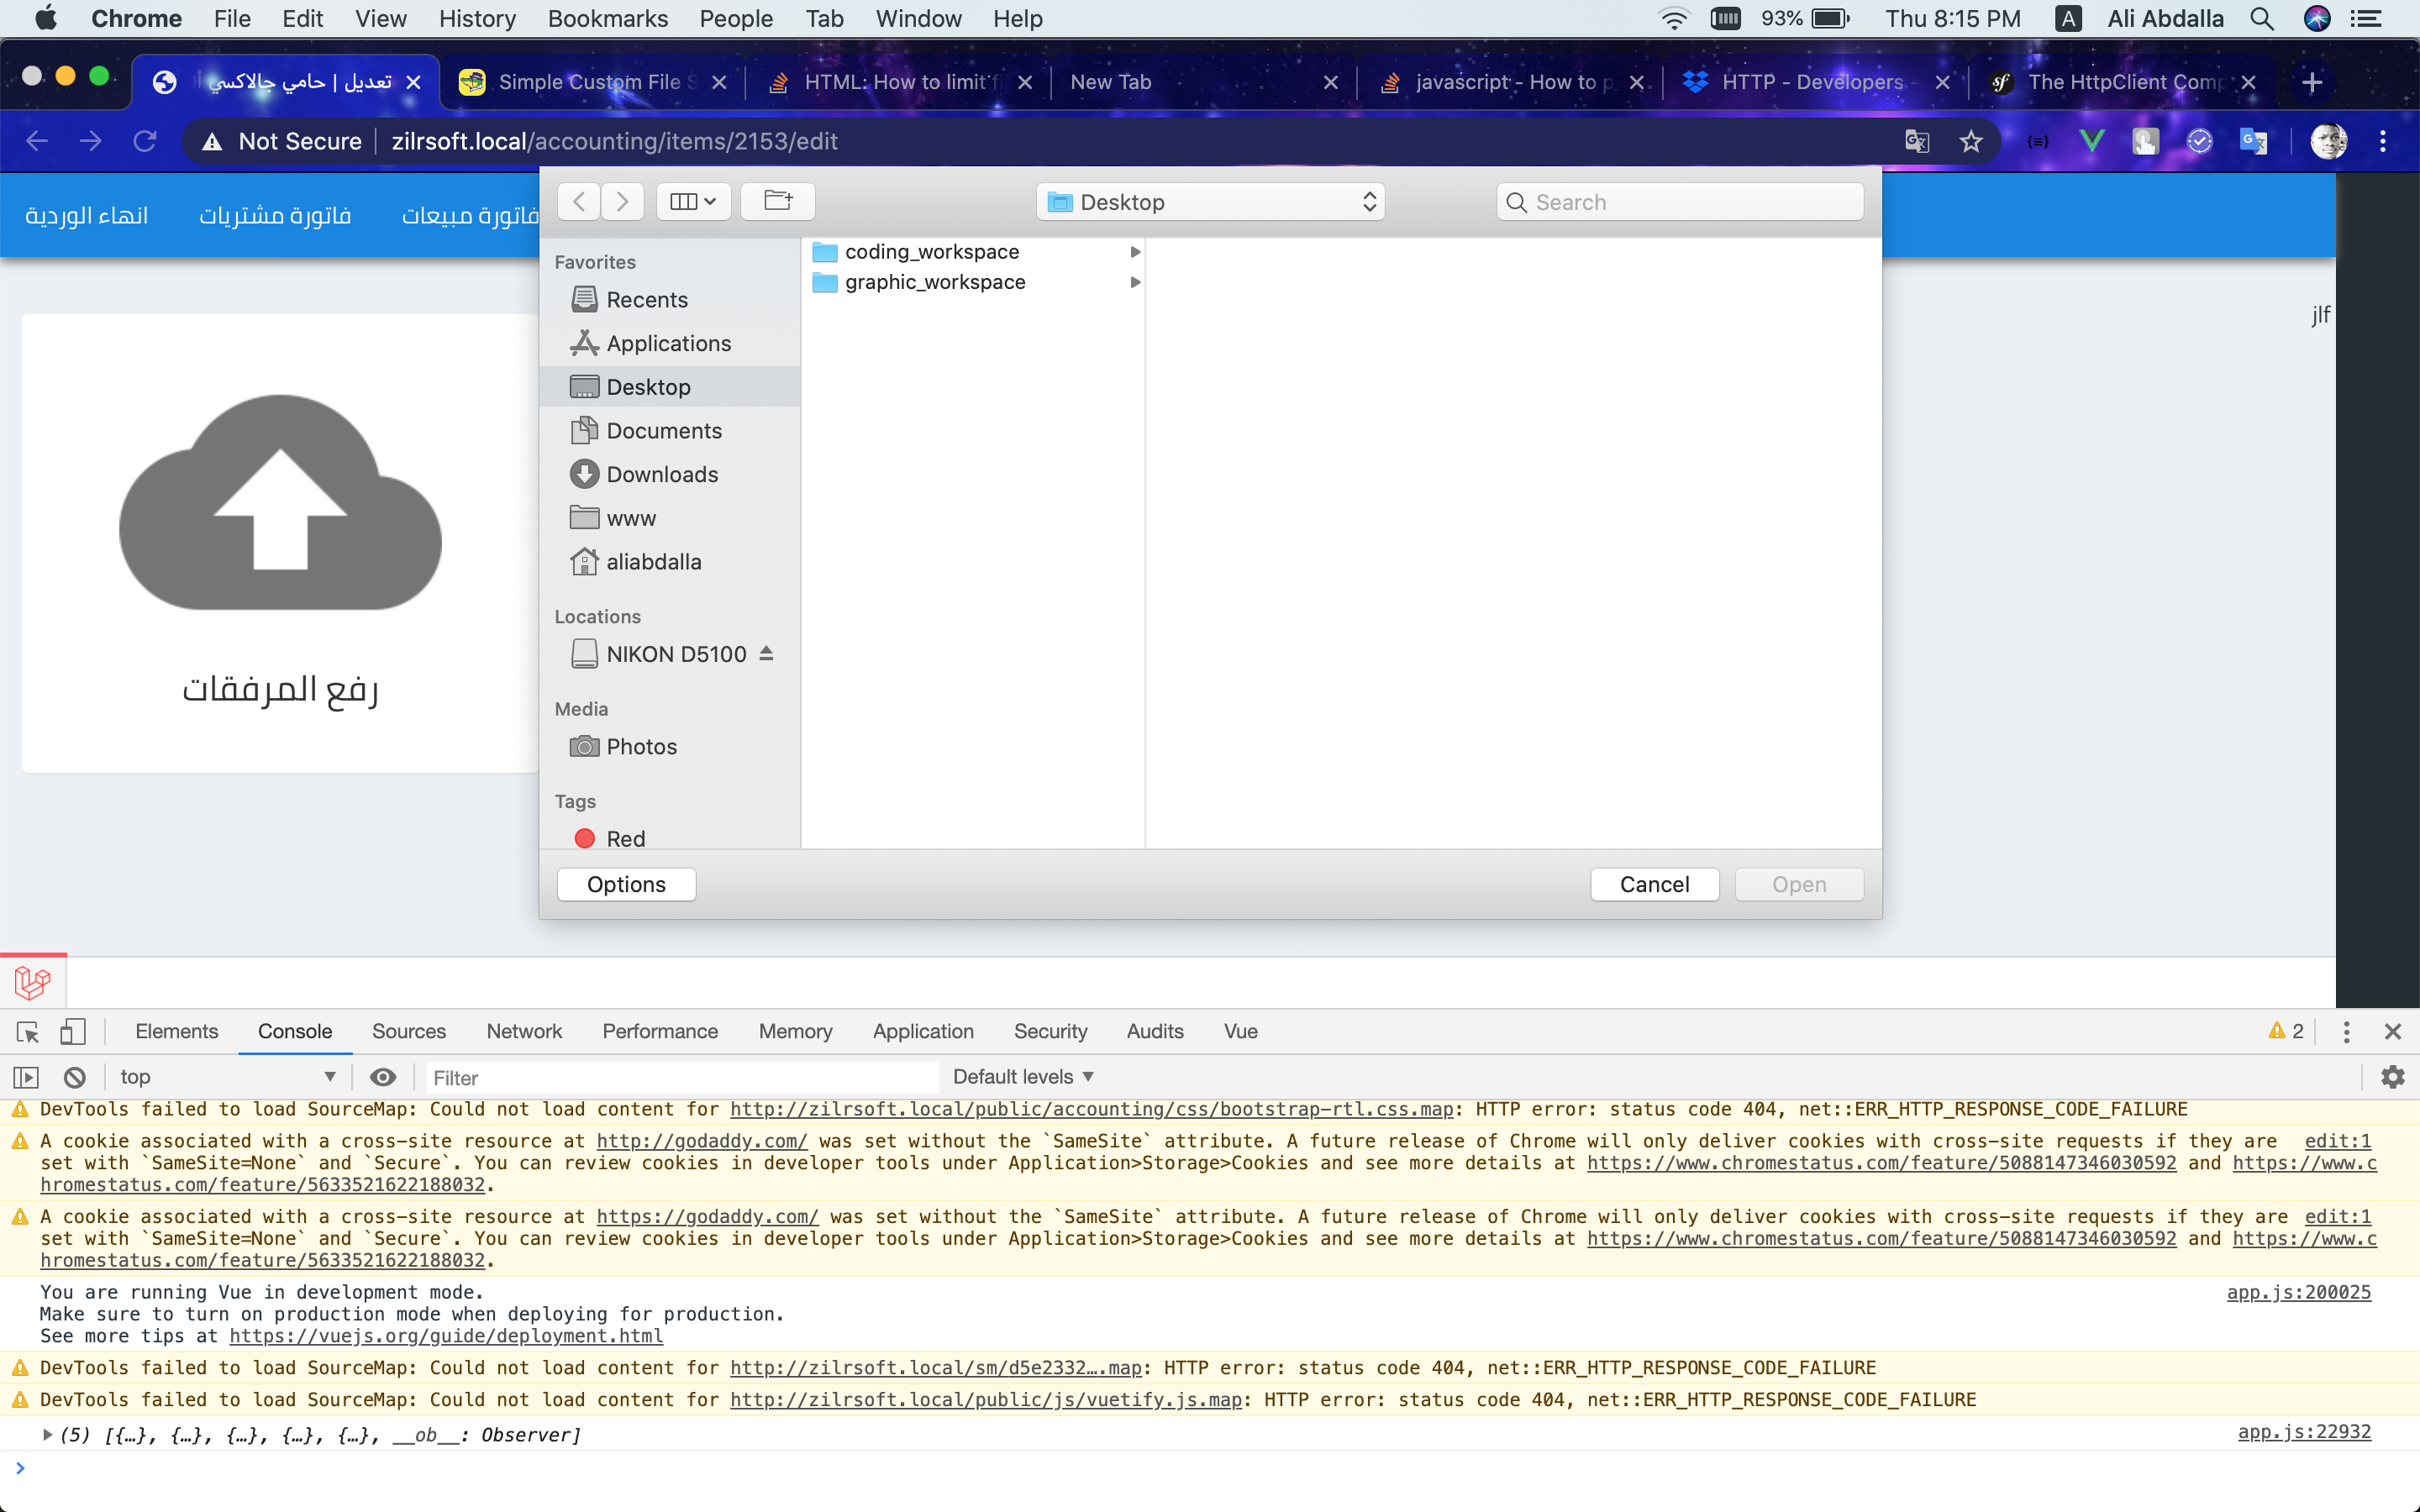 Chrome File Edit View History Bookmarks People Tab Window Help 93% Thu 8:15 PM A Ali Abdalla
تعديل | حامي جالاكسي
Simple Custom File
HTML: How to limit fi
New Tab
javascript - How to p
HTTP - Developers -
The HttpClient Comp
Not Secure zilrsoft.local/accounting/items/2153/edit
انهاء الوردية فاتورة مشتريات فاتورة مبيعات
Desktop
Search
Favorites
Recents
Applications
Desktop
Documents
Downloads
www
aliabdalla
Locations
NIKON D5100
Media
Photos
Tags
Red
coding_workspace
graphic_workspace
Options Cancel Open
jlf
رفع المرفقات
Elements Console Sources Network Performance Memory Application Security Audits Vue 2
top Filter Default levels
DevTools failed to load SourceMap: Could not load content for http://zilrsoft.local/public/accounting/css/bootstrap-rtl.css.map: HTTP error: status code 404, net::ERR_HTTP_RESPONSE_CODE_FAILURE
A cookie associated with a cross-site resource at http://godaddy.com/ was set without the `SameSite` attribute. A future release of Chrome will only deliver cookies with cross-site requests if they are edit:1
set with `SameSite=None` and `Secure`. You can review cookies in developer tools under Application>Storage>Cookies and see more details at https://www.chromestatus.com/feature/5088147346030592 and https://www.c
hromestatus.com/feature/5633521622188032.
A cookie associated with a cross-site resource at https://godaddy.com/ was set without the `SameSite` attribute. A future release of Chrome will only deliver cookies with cross-site requests if they are edit:1
set with `SameSite=None` and `Secure`. You can review cookies in developer tools under Application>Storage>Cookies and see more details at https://www.chromestatus.com/feature/5088147346030592 and https://www.c
hromestatus.com/feature/5633521622188032.
You are running Vue in development mode. app.js:200025
Make sure to turn on production mode when deploying for production.
See more tips at https://vuejs.org/guide/deployment.html
DevTools failed to load SourceMap: Could not load content for http://zilrsoft.local/sm/d5e2332….map: HTTP error: status code 404, net::ERR_HTTP_RESPONSE_CODE_FAILURE
DevTools failed to load SourceMap: Could not load content for http://zilrsoft.local/public/js/vuetify.js.map: HTTP error: status code 404, net::ERR_HTTP_RESPONSE_CODE_FAILURE
(5) [{…}, {…}, {…}, {…}, {…}, __ob__: Observer] app.js:22932